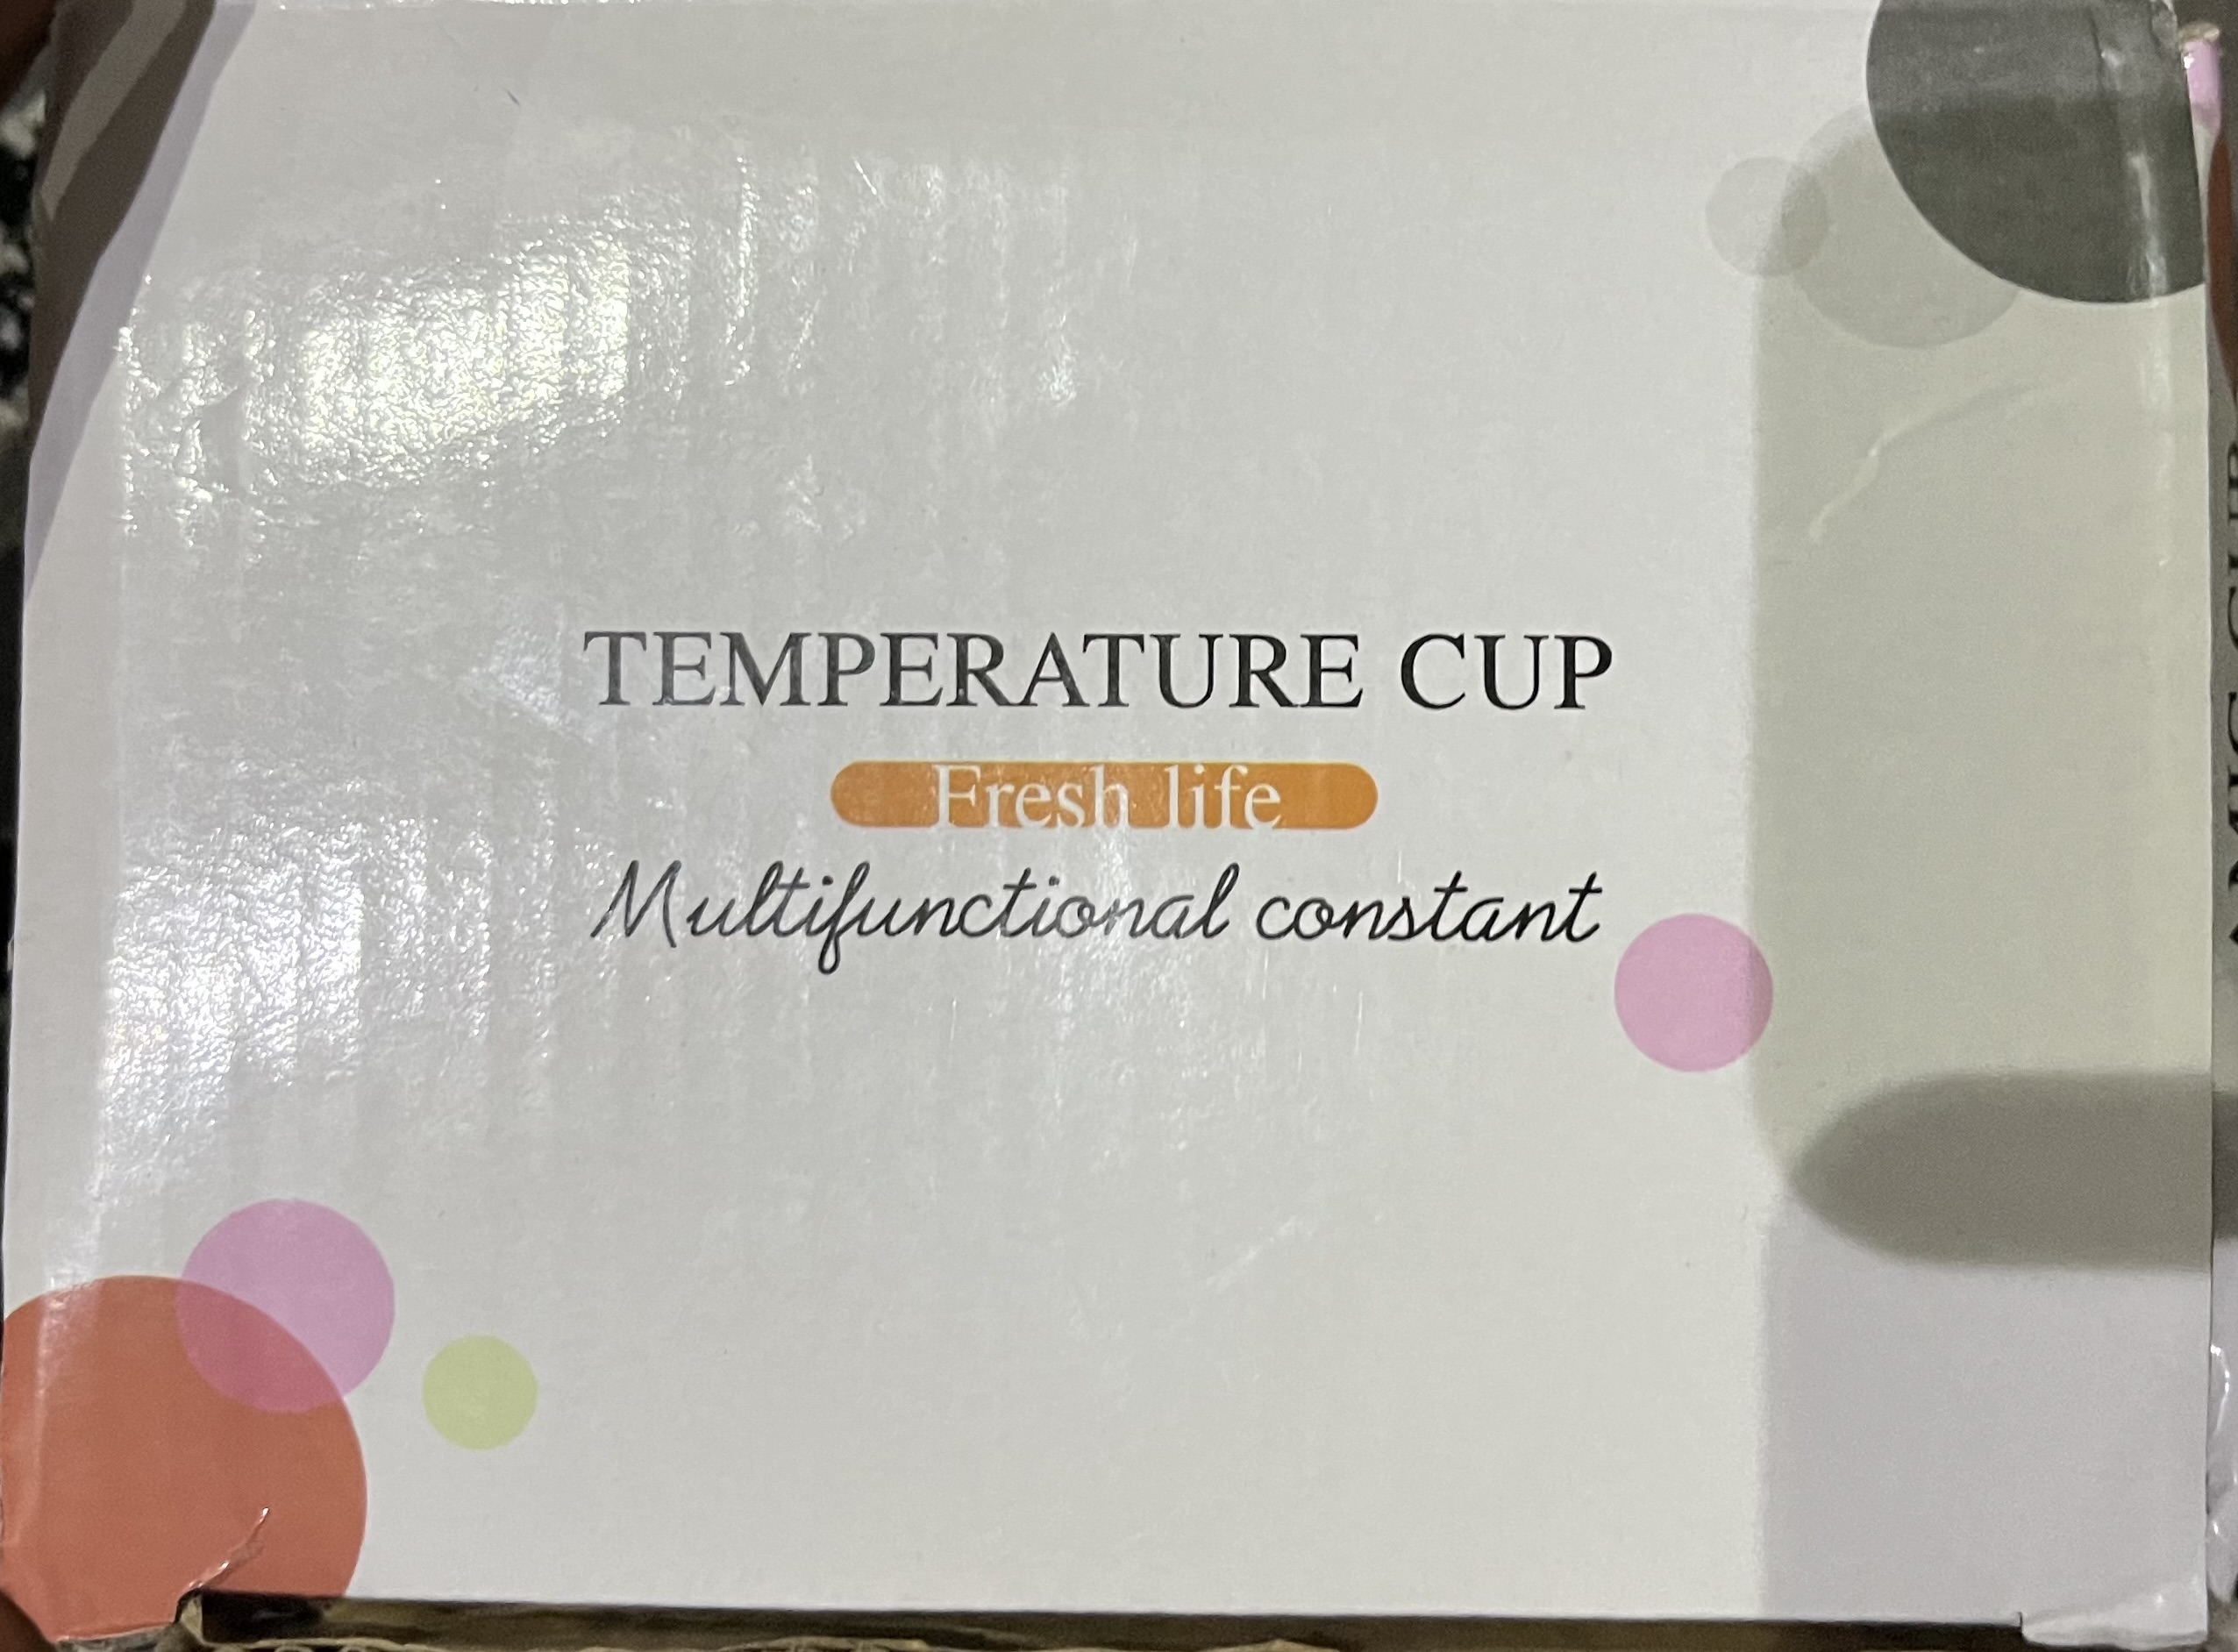 TEMPERATURE CUP
Fresh life
Multifunctional constant